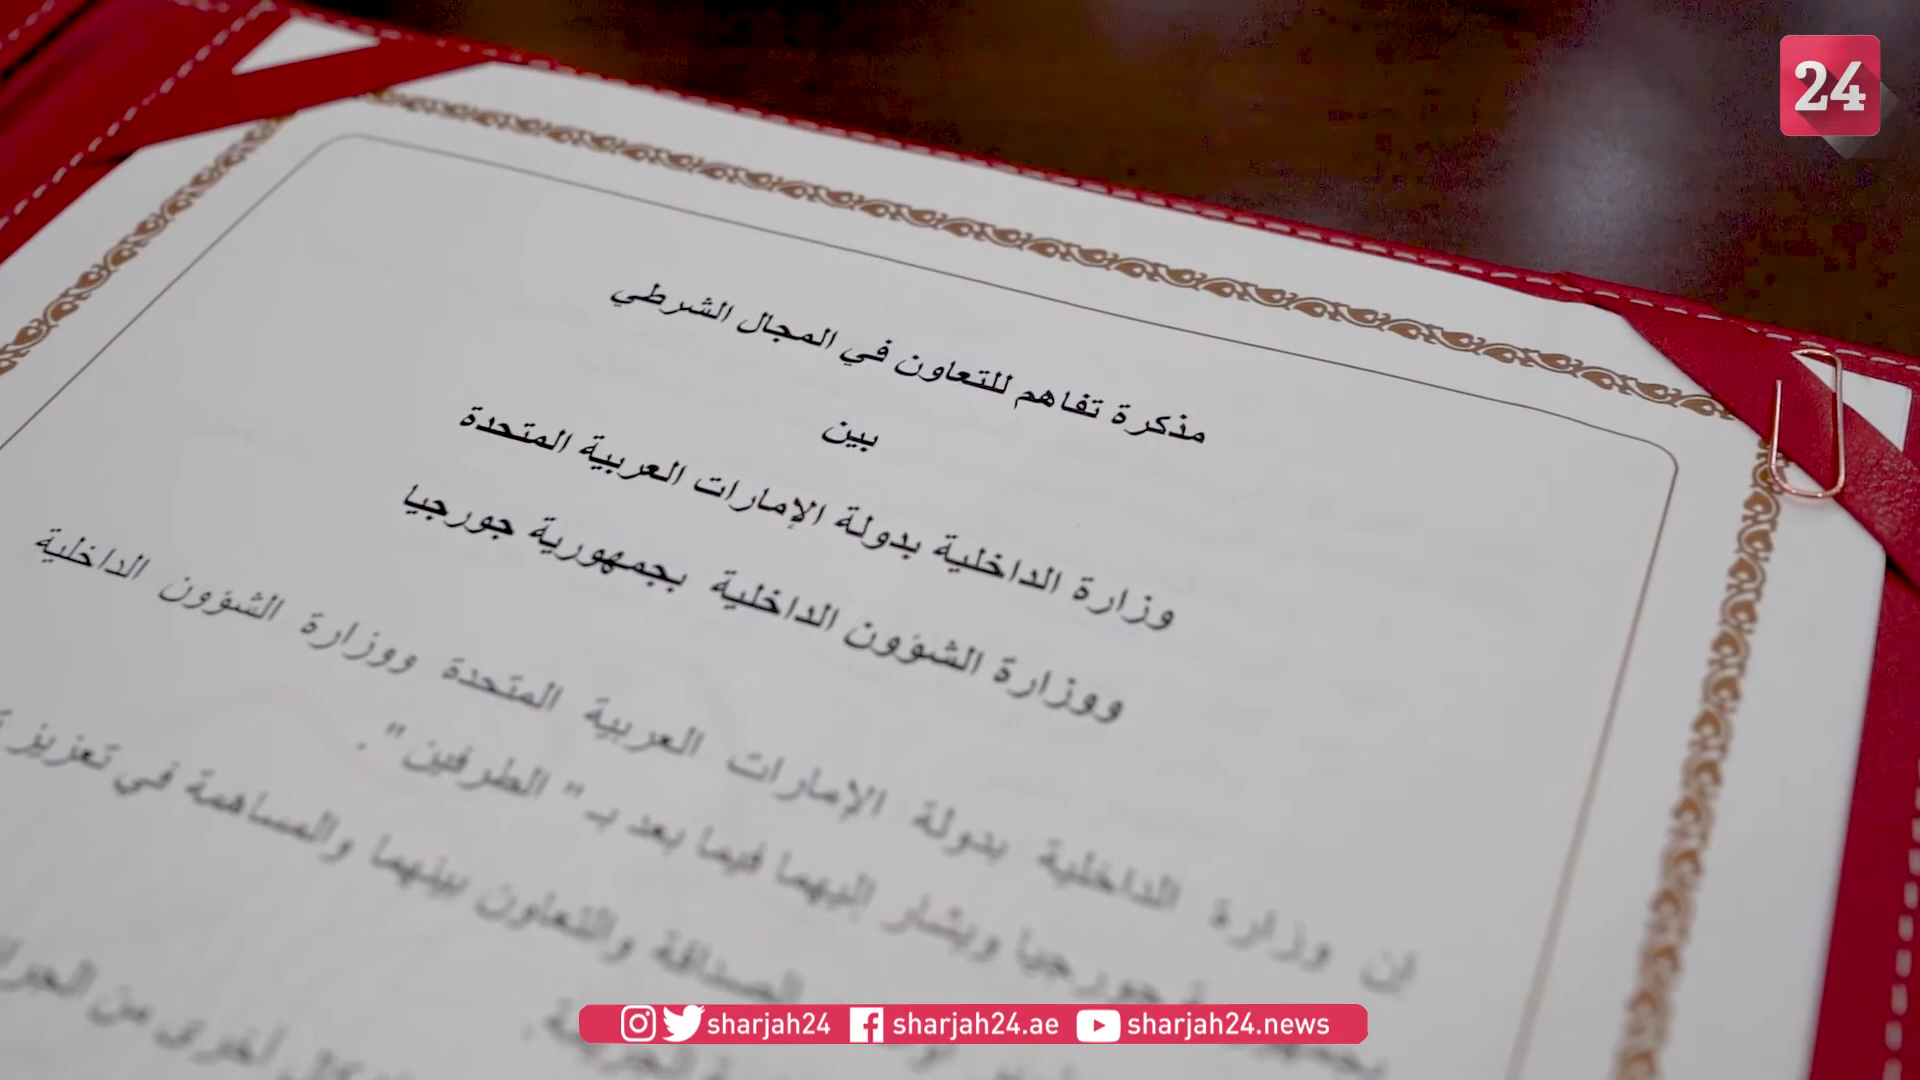 24
مذكرة تفاهم للتعاون في المجال الشرطي
بين
وزارة الداخلية بدولة الإمارات العربية المتحدة
ووزارة الشؤون الداخلية بجمهورية جورجيا
إن وزارة الداخلية بدولة الإمارات العربية المتحدة ووزارة الشؤون الداخلية
جورجيا ويشار إليهما فيما بعد بـ" الطرفين" .
الصداقة والتعاون بينهما والمساهمة في تعزيز
أخرى من
sharjah24 sharjah24.ae sharjah24.news